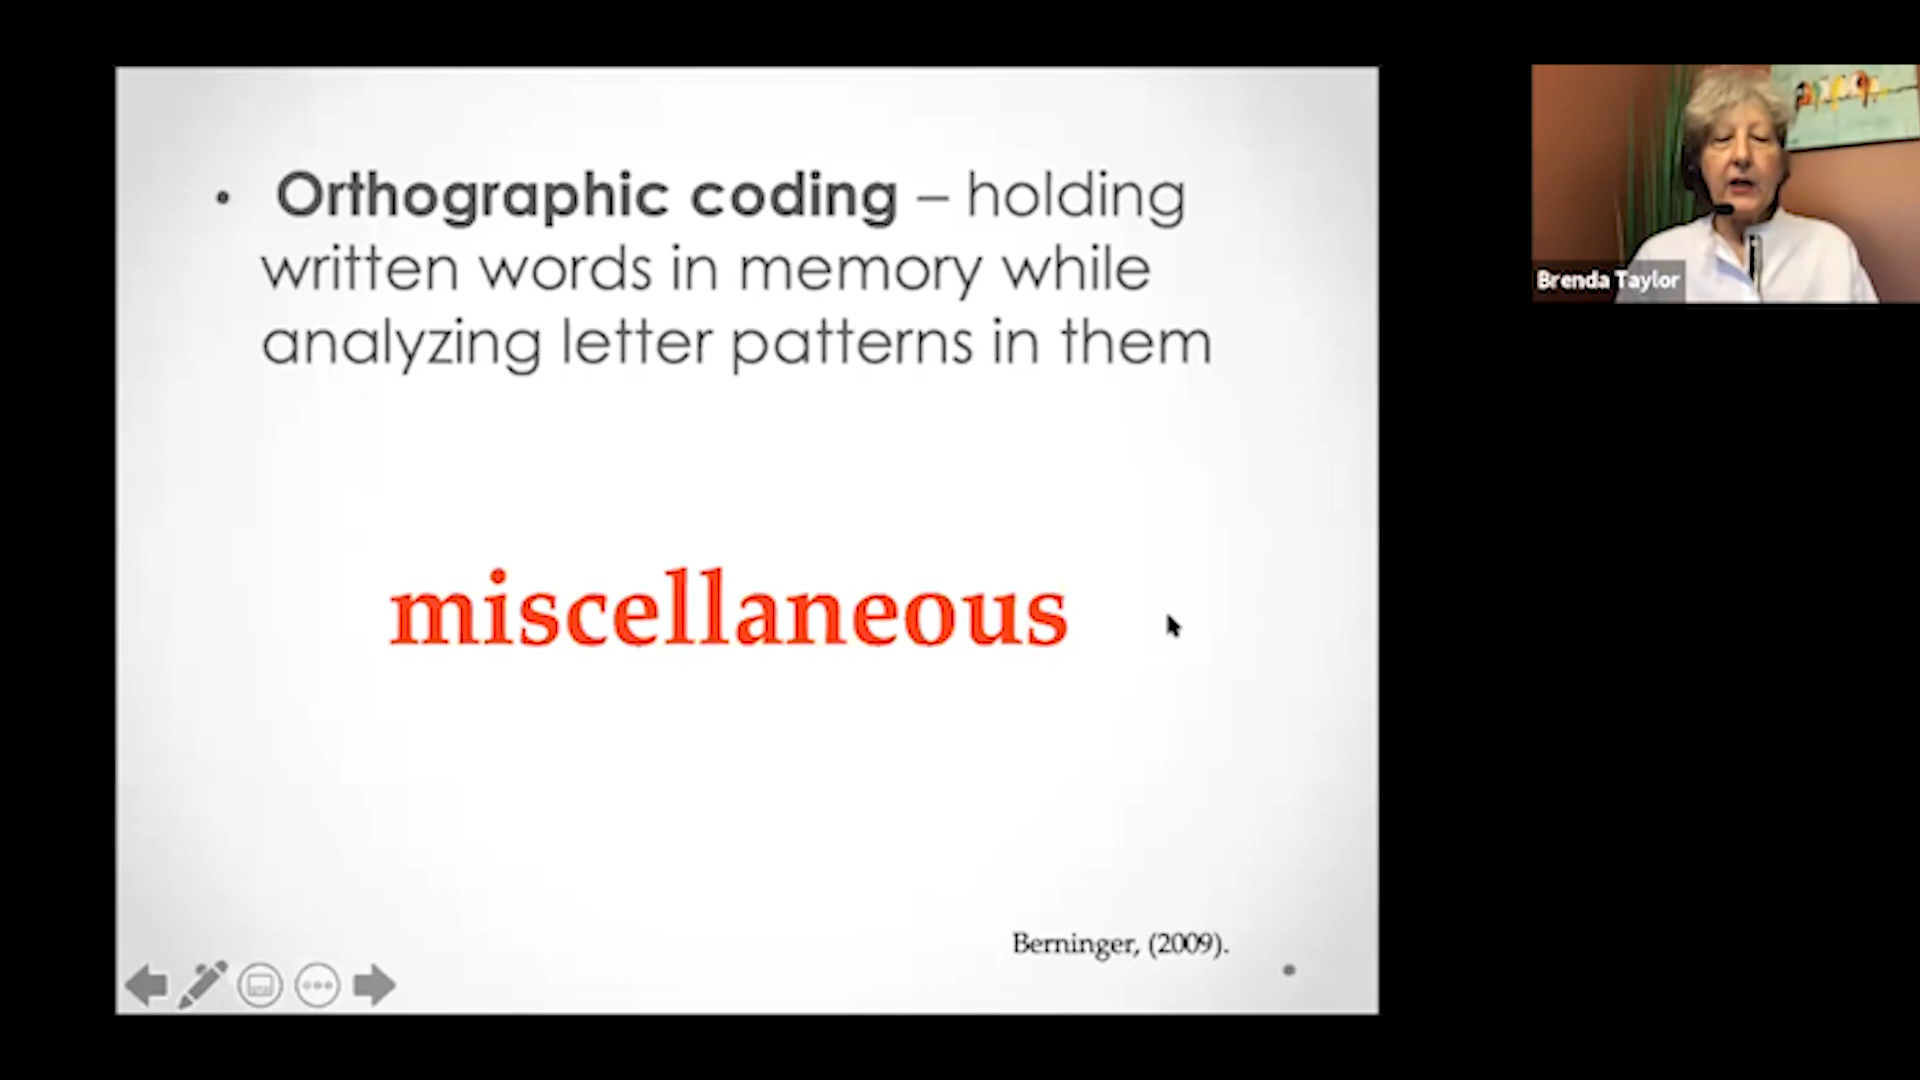 • Orthographic coding – holding
written words in memory while
analyzing letter patterns in them
miscellaneous
Berninger, (2009).
Brenda Taylor